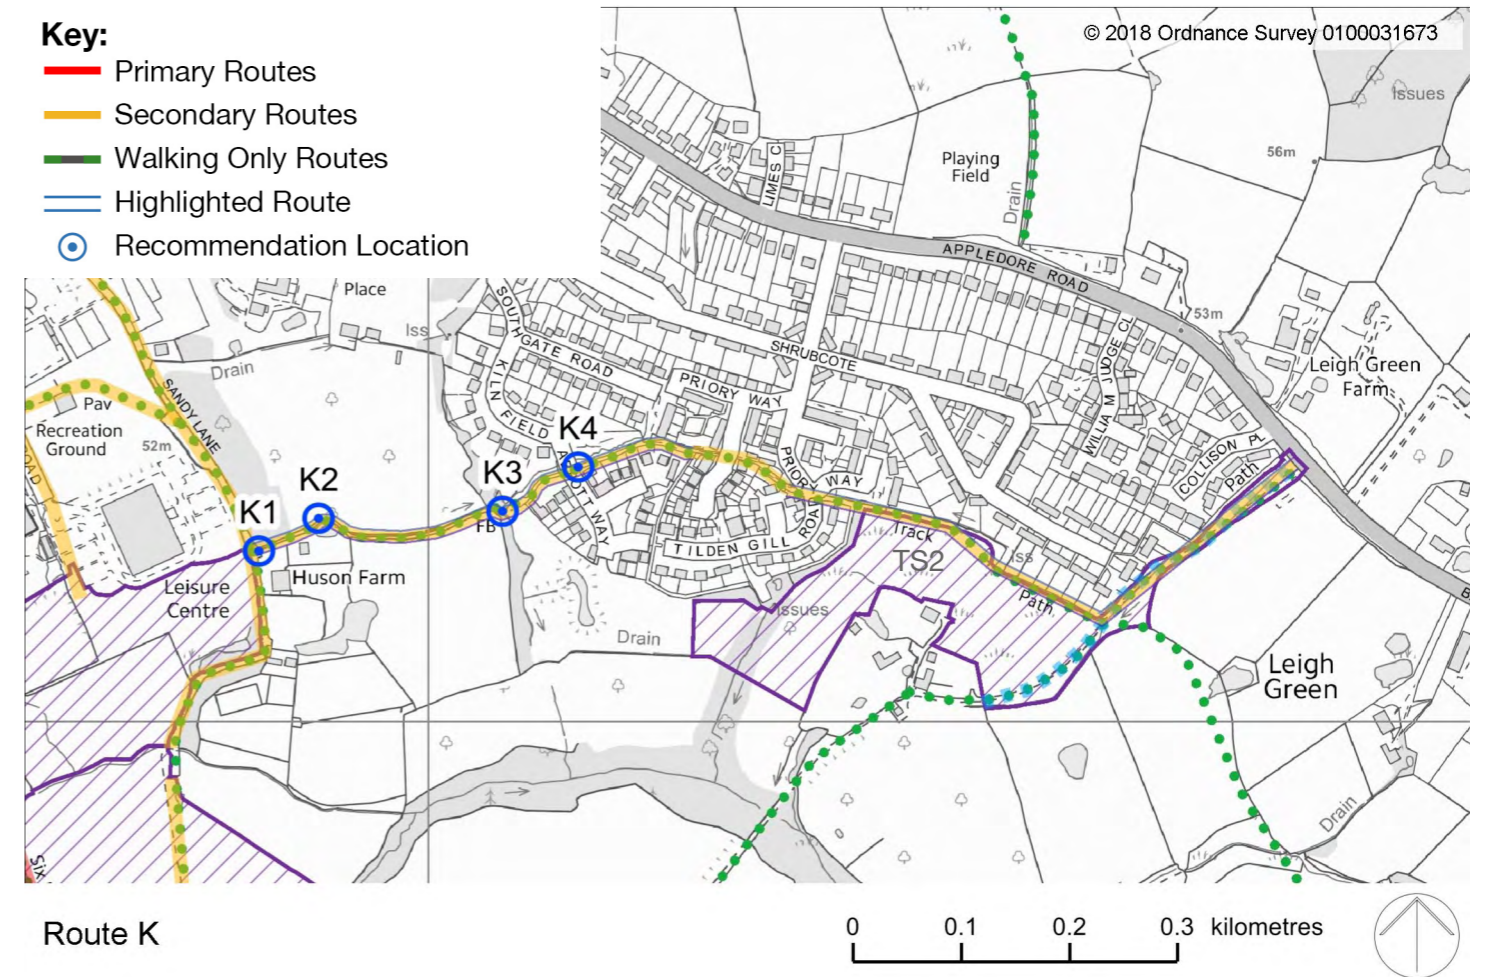 Key:
Primary Routes
Secondary Routes
Walking Only Routes
Highlighted Route
Recommendation Location
© 2018 Ordnance Survey 0100031673
Issues
56m
Playing
Field
Drain
LIMES C
APPLEDORE ROAD
53m
Place
Iss
Drain
SOUTHGATE ROAD
SHRUBCOTE
PRIORY WAY
WILLIAM JUDGE CL
Leigh Green
Farm
KILN FIELD
SANDY LANE
Pav
Recreation
Ground
52m
OAD
K4
K3
K2
K1
COLLISON PL
Path
PRIORY WAY
ROAD
FB
TILDEN GILL
Track
TS2
Iss
Path
Leisure
Centre
Huson Farm
Issues
Drain
Leigh
Green
Drain
Six
B
Route K
0 0.1 0.2 0.3 kilometres